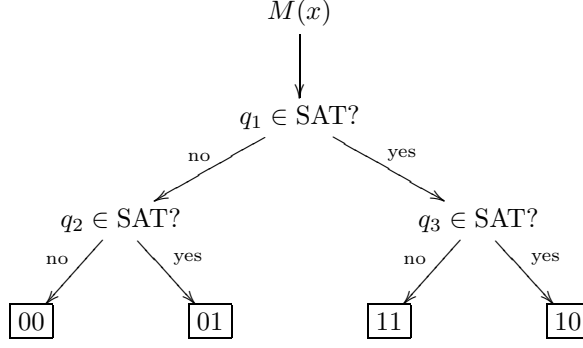 M(x)
q₁ ∈ SAT?
no yes
q₂ ∈ SAT? q₃ ∈ SAT?
no yes no yes
00 01 11 10